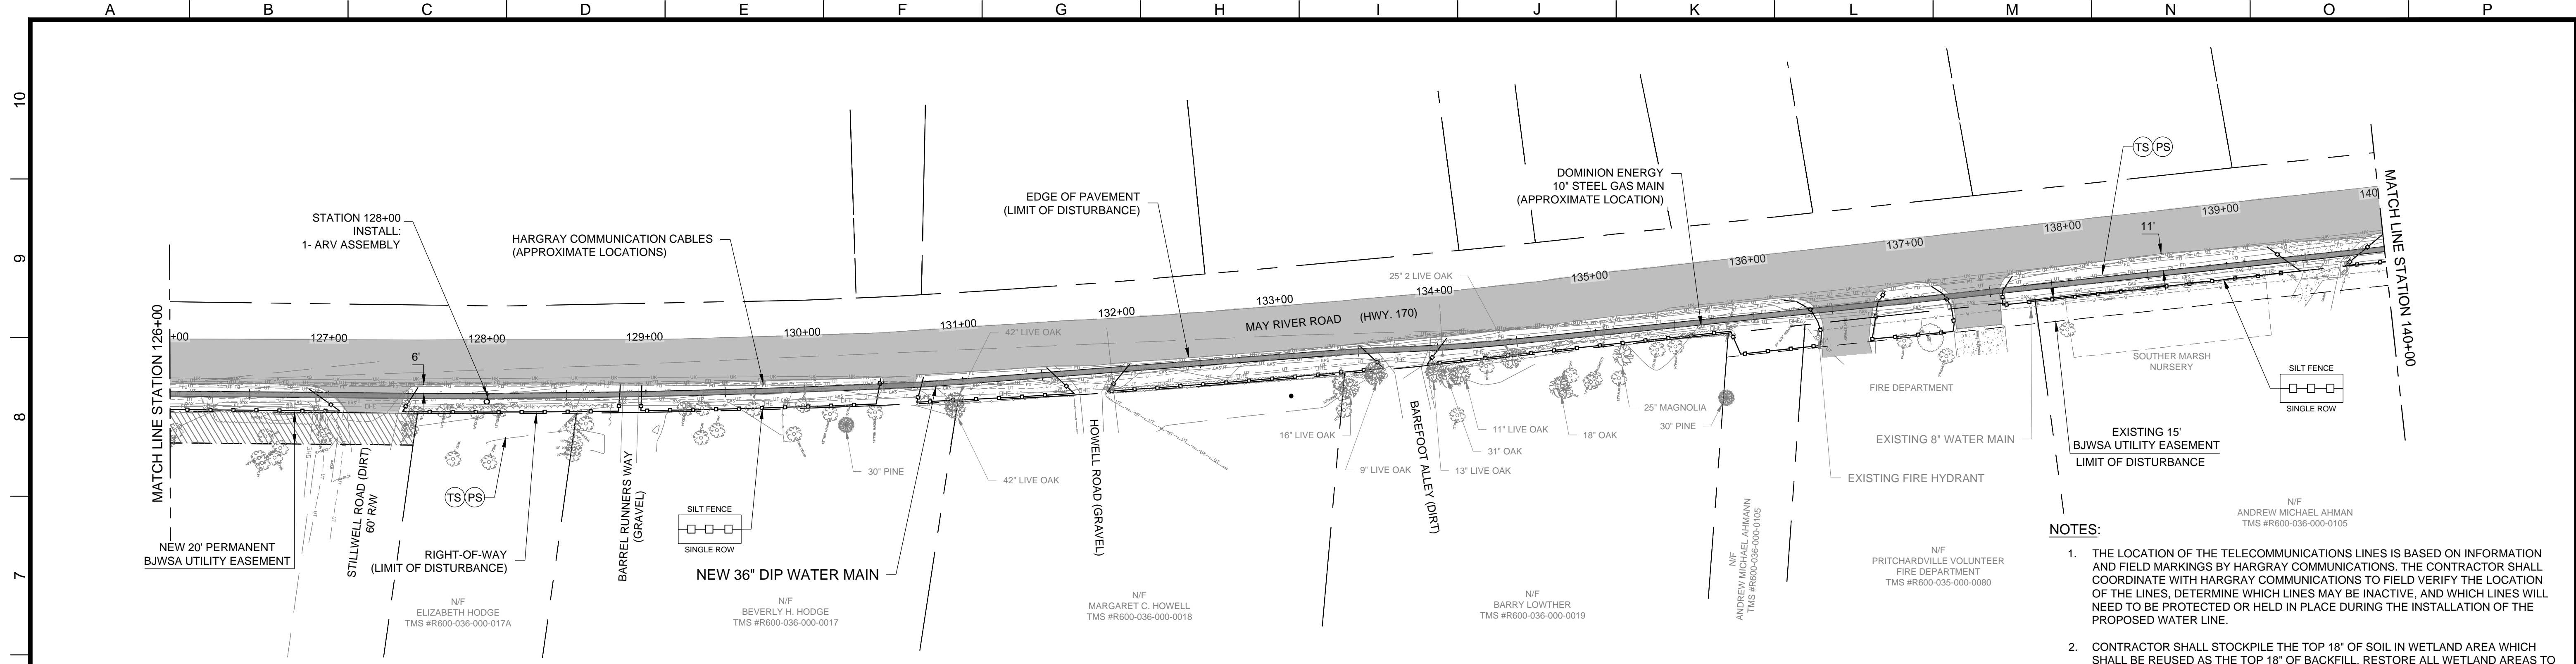 A B C D E F G H I J K L M N O P
10
9
8
7
MATCH LINE STATION 126+00
STATION 128+00
INSTALL:
1- ARV ASSEMBLY
HARGRAY COMMUNICATION CABLES
(APPROXIMATE LOCATIONS)
EDGE OF PAVEMENT
(LIMIT OF DISTURBANCE)
DOMINION ENERGY
10" STEEL GAS MAIN
(APPROXIMATE LOCATION)
TS PS
MATCH LINE STATION 140+00
+00
127+00
128+00
129+00
130+00
131+00
132+00
133+00
134+00
135+00
136+00
137+00
138+00
139+00
140
6'
11'
MAY RIVER ROAD (HWY. 170)
42" LIVE OAK
25" 2 LIVE OAK
NEW 20' PERMANENT
BJWSA UTILITY EASEMENT
STILLWELL ROAD (DIRT)
60' R/W
TS PS
RIGHT-OF-WAY
(LIMIT OF DISTURBANCE)
BARREL RUNNERS WAY
(GRAVEL)
SILT FENCE
SINGLE ROW
NEW 36" DIP WATER MAIN
30" PINE
42" LIVE OAK
HOWELL ROAD (GRAVEL)
16" LIVE OAK
9" LIVE OAK
BAREFOOT ALLEY (DIRT)
11" LIVE OAK
31" OAK
13" LIVE OAK
18" OAK
25" MAGNOLIA
30" PINE
FIRE DEPARTMENT
EXISTING 8" WATER MAIN
EXISTING FIRE HYDRANT
SOUTHER MARSH
NURSERY
SILT FENCE
SINGLE ROW
EXISTING 15'
BJWSA UTILITY EASEMENT
LIMIT OF DISTURBANCE
N/F
ELIZABETH HODGE
TMS #R600-036-000-017A
N/F
BEVERLY H. HODGE
TMS #R600-036-000-0017
N/F
MARGARET C. HOWELL
TMS #R600-036-000-0018
N/F
BARRY LOWTHER
TMS #R600-036-000-0019
N/F
ANDREW MICHAEL AHMANN
TMS #R600-036-000-0105
N/F
PRITCHARDVILLE VOLUNTEER
FIRE DEPARTMENT
TMS #R600-035-000-0080
N/F
ANDREW MICHAEL AHMAN
TMS #R600-036-000-0105
NOTES:
1. THE LOCATION OF THE TELECOMMUNICATIONS LINES IS BASED ON INFORMATION
AND FIELD MARKINGS BY HARGRAY COMMUNICATIONS. THE CONTRACTOR SHALL
COORDINATE WITH HARGRAY COMMUNICATIONS TO FIELD VERIFY THE LOCATION
OF THE LINES, DETERMINE WHICH LINES MAY BE INACTIVE, AND WHICH LINES WILL
NEED TO BE PROTECTED OR HELD IN PLACE DURING THE INSTALLATION OF THE
PROPOSED WATER LINE.
2. CONTRACTOR SHALL STOCKPILE THE TOP 18" OF SOIL IN WETLAND AREA WHICH
SHALL BE REUSED AS THE TOP 18" OF BACKFILL. RESTORE ALL WETLAND AREAS TO